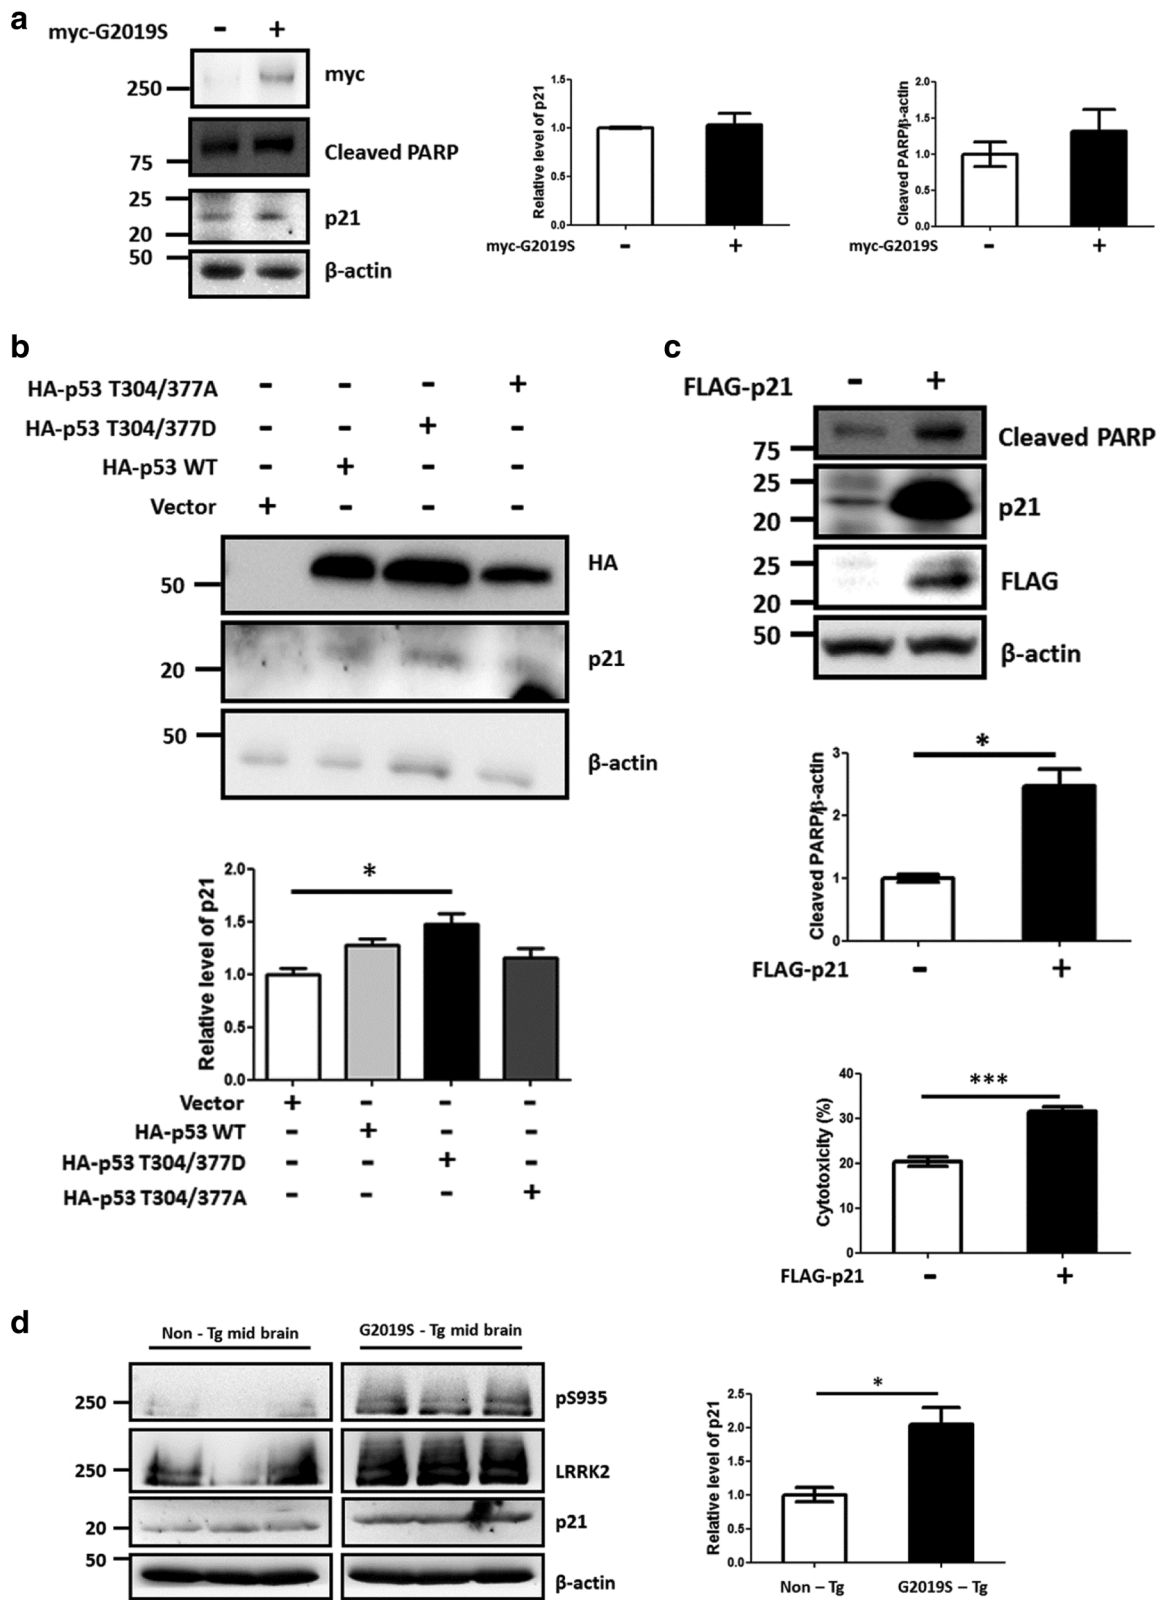 a
myc-G2019S - +
250
myc
75
Cleaved PARP
25
20
p21
50
β-actin
Relative level of p21
1.5
1.0
0.5
0.0
myc-G2019S - +
Cleaved PARP/β-actin
2.0
1.5
1.0
0.5
0.0
myc-G2019S - +
b
HA-p53 T304/377A - - - +
HA-p53 T304/377D - - + -
HA-p53 WT - + - -
Vector + - - -
50
HA
20
p21
50
β-actin
Relative level of p21
2.0
1.5
1.0
0.5
0.0
*
Vector + - - -
HA-p53 WT - + - -
HA-p53 T304/377D - - + -
HA-p53 T304/377A - - - +
c
FLAG-p21 - +
75
Cleaved PARP
25
20
p21
25
20
FLAG
50
β-actin
Cleaved PARP/β-actin
3
2
1
0
*
FLAG-p21 - +
Cytotoxicity (%)
40
30
20
10
0
***
FLAG-p21 - +
d
Non - Tg mid brain G2019S - Tg mid brain
250
pS935
250
LRRK2
20
p21
50
β-actin
Relative level of p21
2.5
2.0
1.5
1.0
0.5
0.0
*
Non – Tg G2019S – Tg